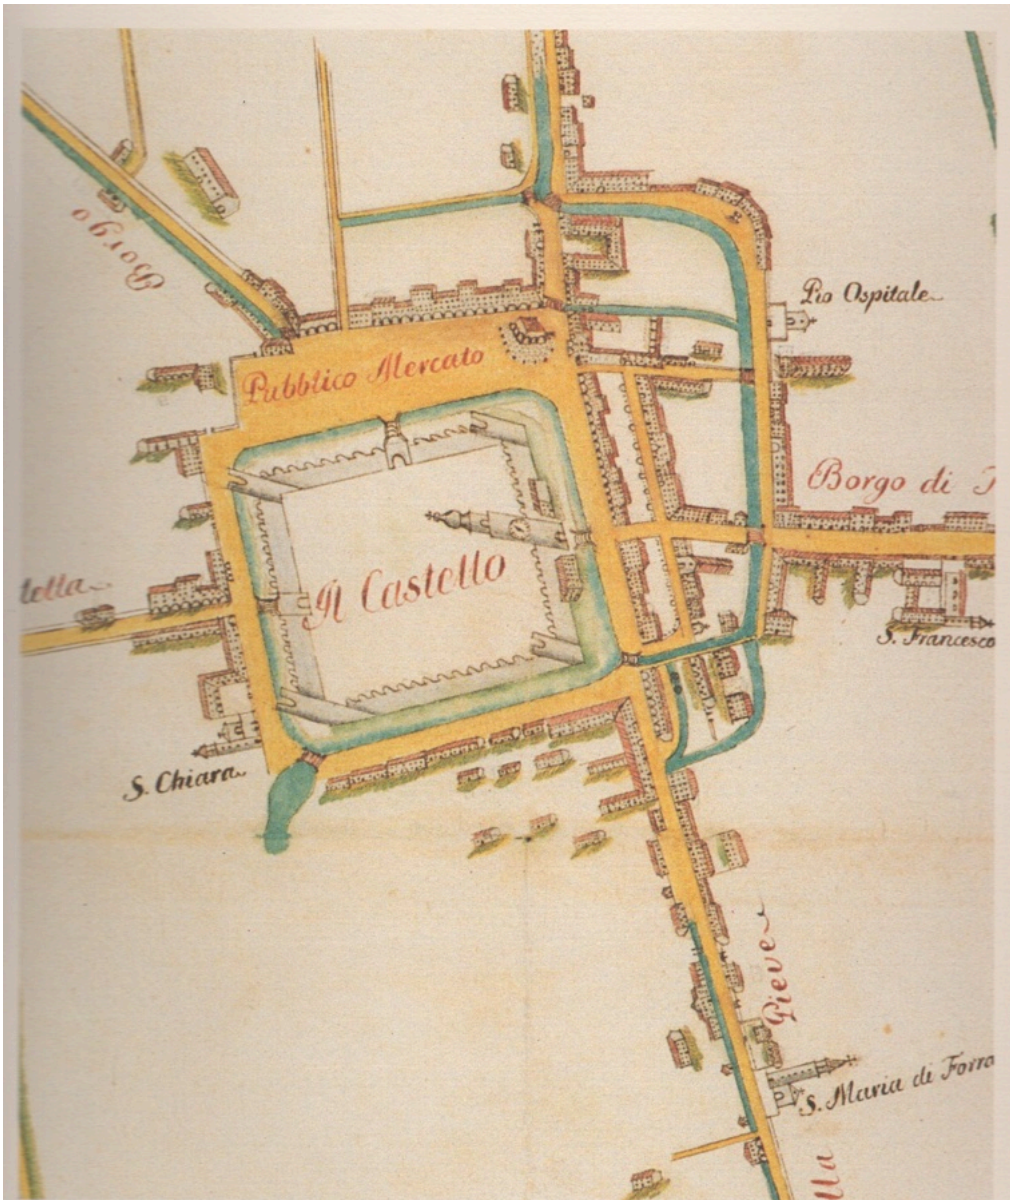 Borgo
Pio Ospitale
Pubblico Mercato
Borgo di
Il Castello
tella
S. Francesco
S. Chiara
Pieve
S. Maria di Forra
lla